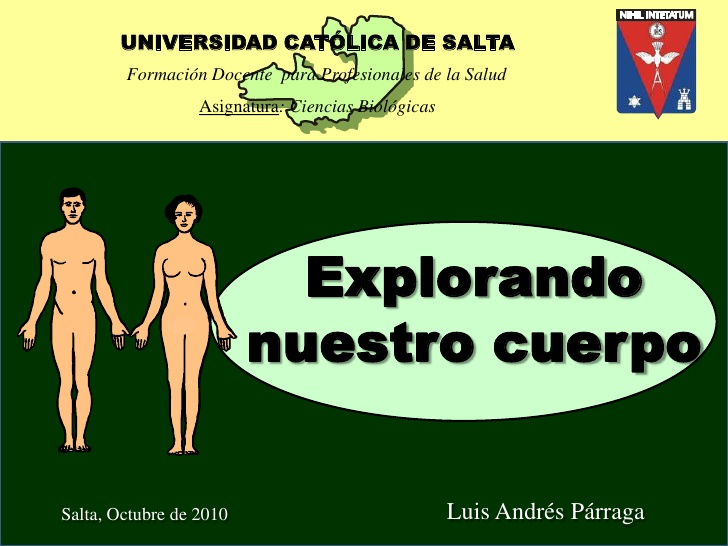 NIHIL INTETATUM
UNIVERSIDAD CATÓLICA DE SALTA
Formación Docente para Profesionales de la Salud
Asignatura: Ciencias Biológicas
Explorando
nuestro cuerpo
Salta, Octubre de 2010
Luis Andrés Párraga